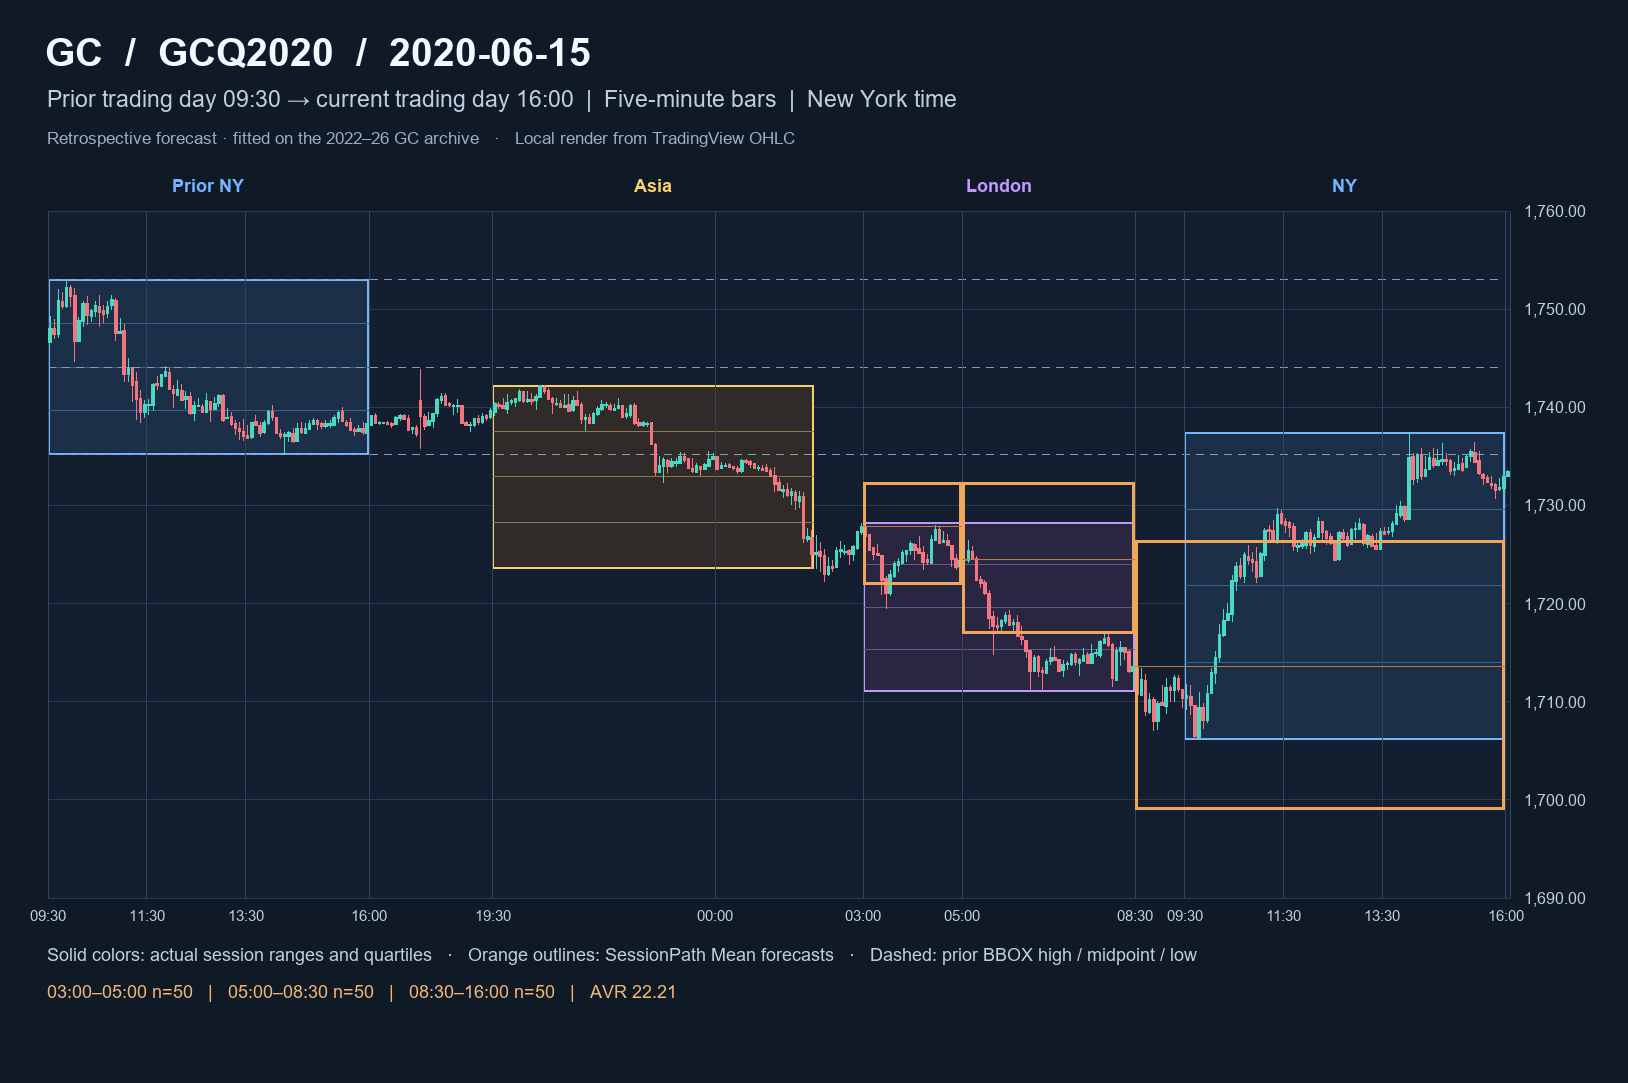 GC / GCQ2020 / 2020-06-15
Prior trading day 09:30 → current trading day 16:00 | Five-minute bars | New York time
Retrospective forecast · fitted on the 2022–26 GC archive · Local render from TradingView OHLC
Prior NY Asia London NY
1,760.00
1,750.00
1,740.00
1,730.00
1,720.00
1,710.00
1,700.00
1,690.00
09:30 11:30 13:30 16:00 19:30 00:00 03:00 05:00 08:30 09:30 11:30 13:30 16:00
Solid colors: actual session ranges and quartiles · Orange outlines: SessionPath Mean forecasts · Dashed: prior BBOX high / midpoint / low
03:00–05:00 n=50 | 05:00–08:30 n=50 | 08:30–16:00 n=50 | AVR 22.21